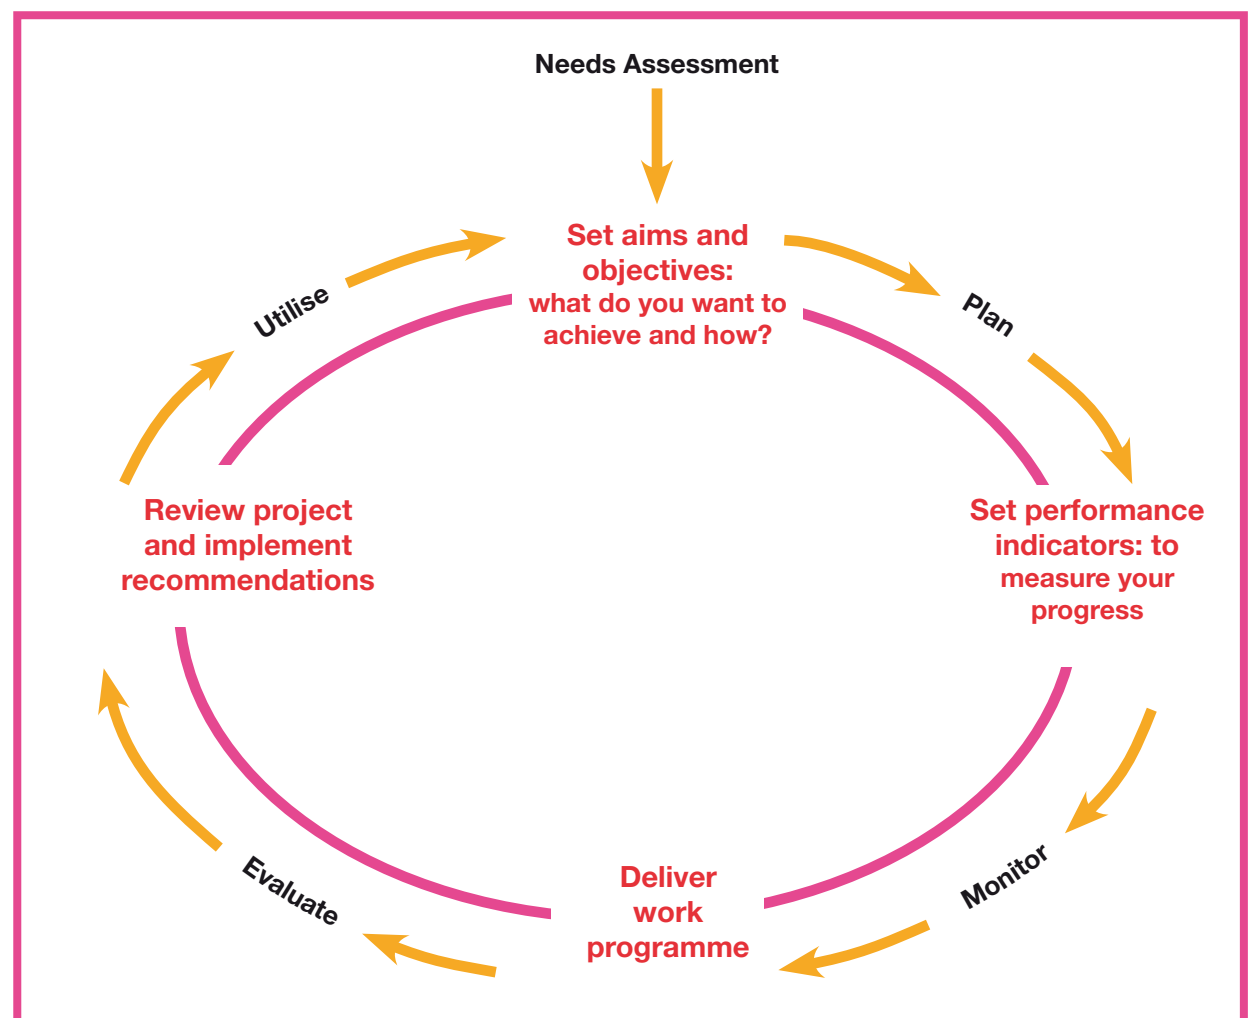 Needs Assessment
Set aims and
objectives:
what do you want to
achieve and how?
Plan
Set performance
indicators: to
measure your
progress
Monitor
Deliver
work
programme
Evaluate
Review project
and implement
recommendations
Utilise